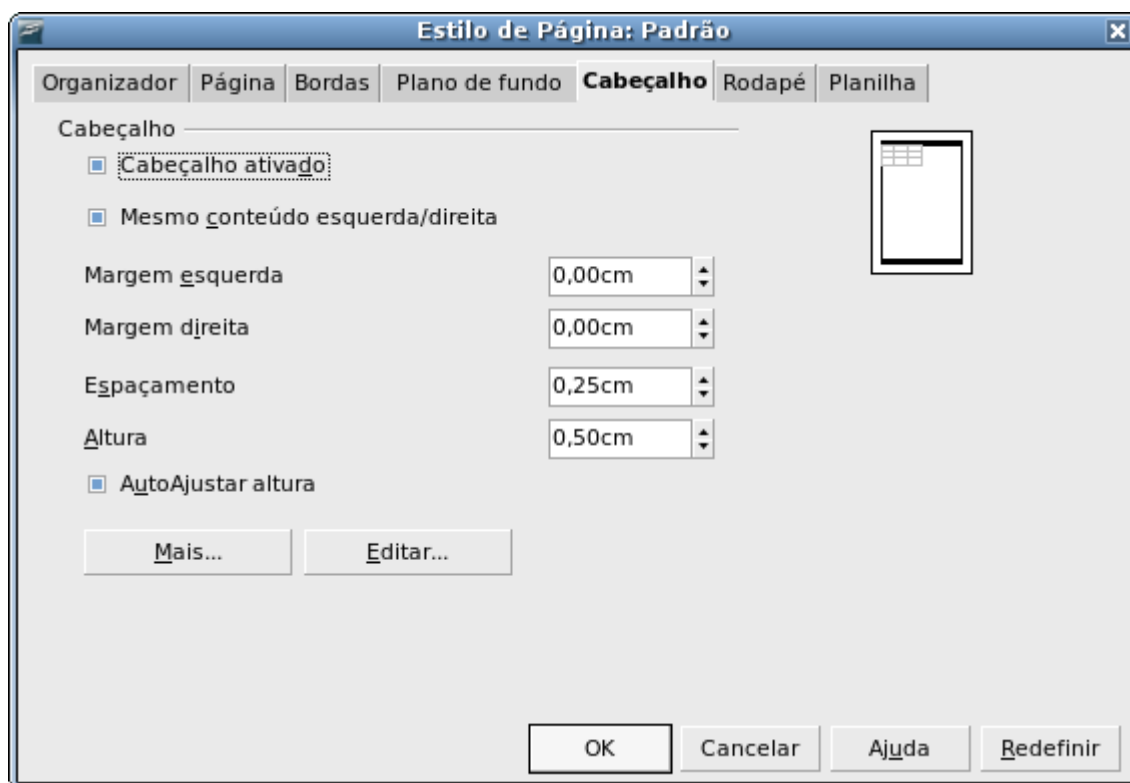 Estilo de Página: Padrão
Organizador Página Bordas Plano de fundo Cabeçalho Rodapé Planilha
Cabeçalho
Cabeçalho ativado
Mesmo conteúdo esquerda/direita
Margem esquerda 0,00cm
Margem direita 0,00cm
Espaçamento 0,25cm
Altura 0,50cm
AutoAjustar altura
Mais... Editar...
OK Cancelar Ajuda Redefinir